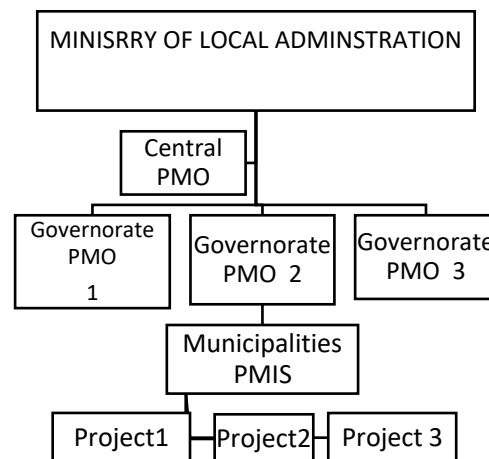 MINISRRY OF LOCAL ADMINSTRATION
Central
PMO
Governorate
PMO
1
Governorate
PMO 2
Governorate
PMO 3
Municipalities
PMIS
Project1
Project2
Project 3